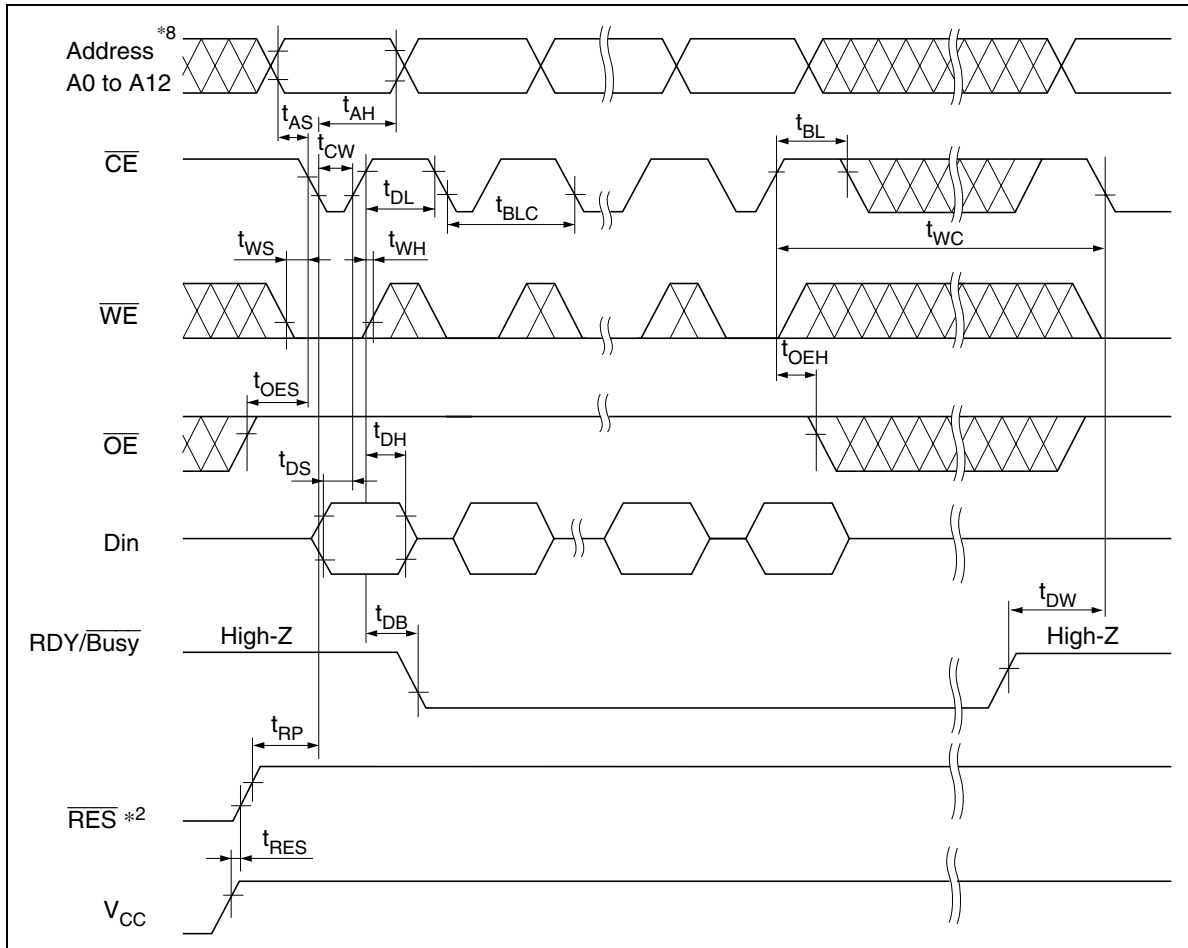 Address *8
A0 to A12
tAS
tAH
tBL
CE
tCW
tDL
tBLC
tWC
tWS
tWH
WE
tOEH
tOES
OE
tDH
tDS
Din
tDW
tDB
RDY/Busy
High-Z
High-Z
tRP
RES *2
tRES
VCC